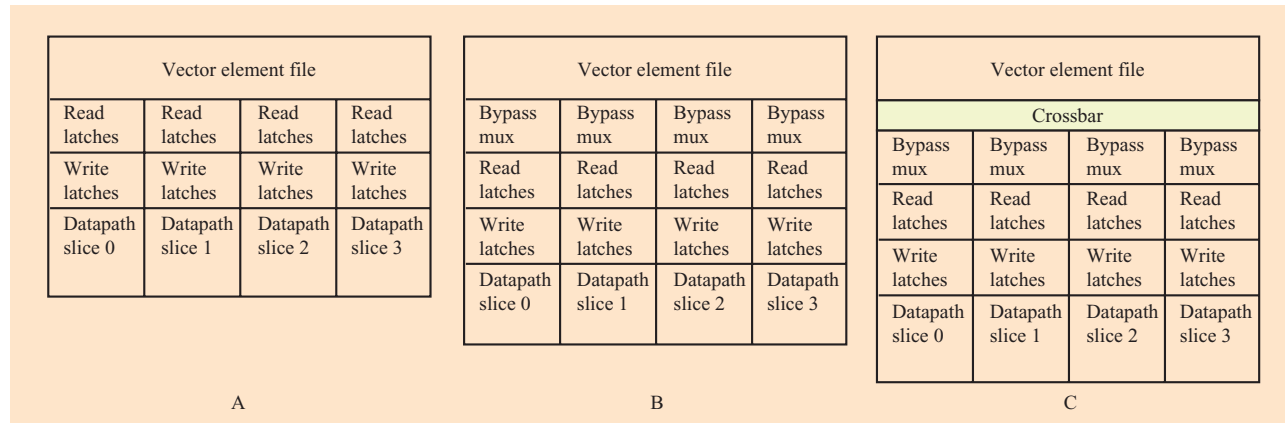 Vector element file
Read latches Read latches Read latches Read latches
Write latches Write latches Write latches Write latches
Datapath slice 0 Datapath slice 1 Datapath slice 2 Datapath slice 3
A
Vector element file
Bypass mux Bypass mux Bypass mux Bypass mux
Read latches Read latches Read latches Read latches
Write latches Write latches Write latches Write latches
Datapath slice 0 Datapath slice 1 Datapath slice 2 Datapath slice 3
B
Vector element file
Crossbar
Bypass mux Bypass mux Bypass mux Bypass mux
Read latches Read latches Read latches Read latches
Write latches Write latches Write latches Write latches
Datapath slice 0 Datapath slice 1 Datapath slice 2 Datapath slice 3
C